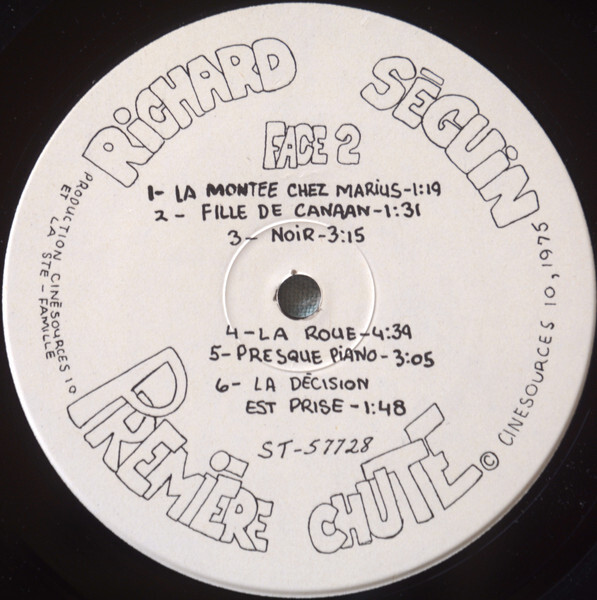 RiCHARD SÉGUiN
FACE 2
1- LA MONTEE CHEZ MARIUS-1:19
2- FILLE DE CANAAN-1:31
3- NOIR-3:15
4-LA ROUE-4:39
5-PRESQUE PIANO-3:05
6- LA DÉCISION
EST PRISE-1:48
ST-57728
PREMIÈRE CHUTE
PRODUCTION CINÉSOURCES 10
ET LA STE-FAMILLE
© CINESOURCES 10, 1975